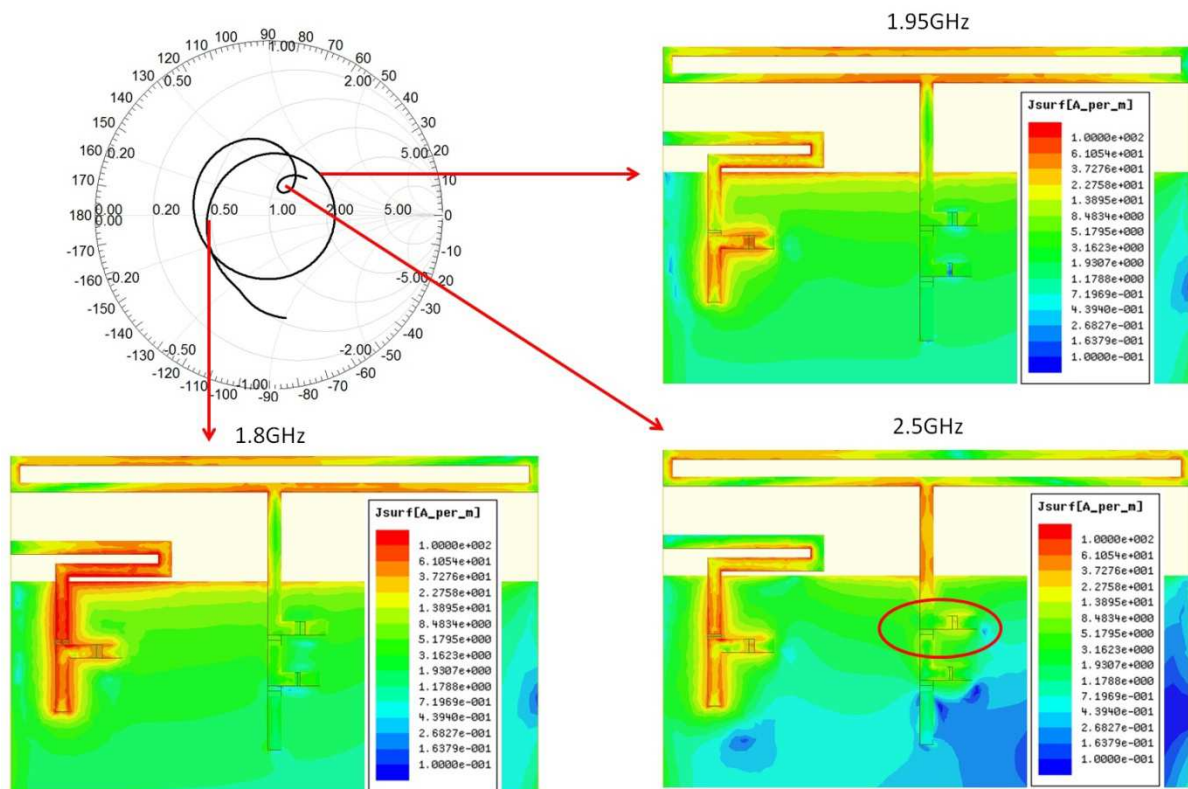 1.95GHz
90
100
80
110
70
120
60
130
50
140
40
150
30
160
20
170
10
180
0
-170
-10
-160
-20
-150
-30
-140
-40
-130
-50
-120
-60
-110
-70
-100
-80
-90
1.00
0.50
2.00
0.20
5.00
0.00
0.00
0.20
0.50
1.00
2.00
5.00
-0.20
-5.00
-0.50
-2.00
-1.00
Jsurf[A_per_m]
1.0000e+002
6.1054e+001
3.7276e+001
2.2758e+001
1.3895e+001
8.4834e+000
5.1795e+000
3.1623e+000
1.9307e+000
1.1788e+000
7.1969e-001
4.3940e-001
2.6827e-001
1.6379e-001
1.0000e-001
1.8GHz
Jsurf[A_per_m]
1.0000e+002
6.1054e+001
3.7276e+001
2.2758e+001
1.3895e+001
8.4834e+000
5.1795e+000
3.1623e+000
1.9307e+000
1.1788e+000
7.1969e-001
4.3940e-001
2.6827e-001
1.6379e-001
1.0000e-001
2.5GHz
Jsurf[A_per_m]
1.0000e+002
6.1054e+001
3.7276e+001
2.2758e+001
1.3895e+001
8.4834e+000
5.1795e+000
3.1623e+000
1.9307e+000
1.1788e+000
7.1969e-001
4.3940e-001
2.6827e-001
1.6379e-001
1.0000e-001